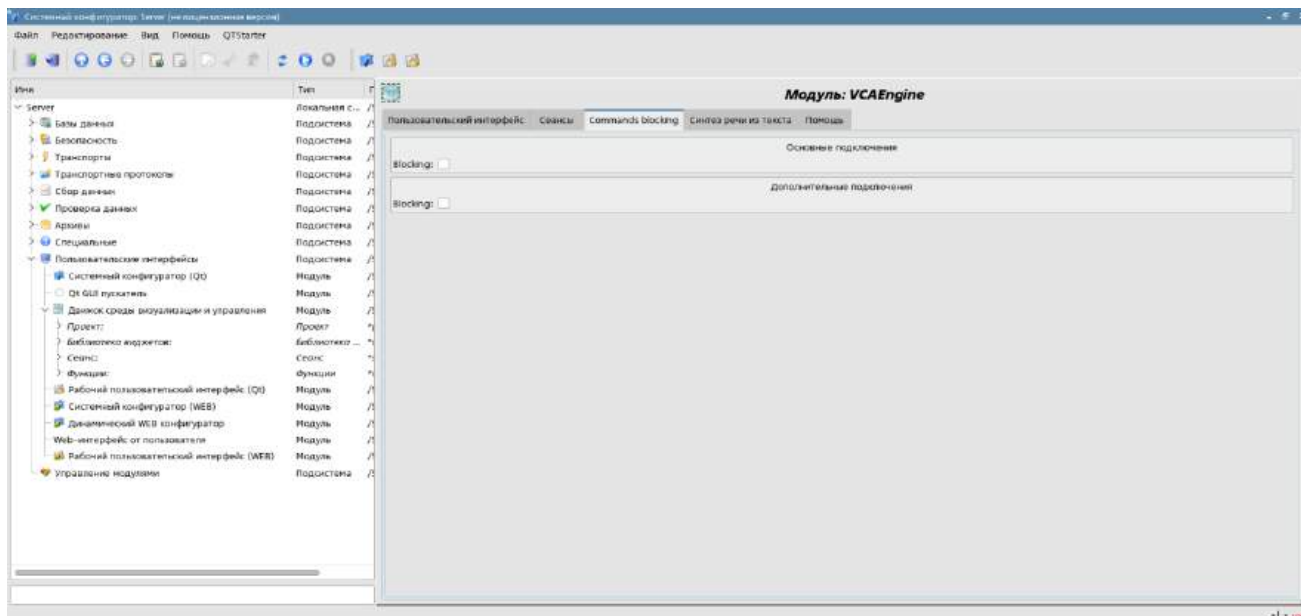 Системный конфигуратор: Server (не лицензионная версия)
Файл Редактирование Вид Помощь QTStarter
Имя Тип
Server Локальная с...
Базы данных Подсистема
Безопасность Подсистема
Транспорты Подсистема
Транспортные протоколы Подсистема
Сбор данных Подсистема
Проверка данных Подсистема
Архивы Подсистема
Специальные Подсистема
Пользовательские интерфейсы Подсистема
Системный конфигуратор (Qt) Модуль
Qt GUI пускатель Модуль
Движок среды визуализации и управления Модуль
Проект: Проект
Библиотека виджетов: Библиотека ...
Сеанс: Сеанс
Функции: Функции
Рабочий пользовательский интерфейс (Qt) Модуль
Системный конфигуратор (WEB) Модуль
Динамический WEB конфигуратор Модуль
Web-интерфейс от пользователя Модуль
Рабочий пользовательский интерфейс (WEB) Модуль
Управление модулями Подсистема
Модуль: VCAEngine
Пользовательский интерфейс Сеансы Commands blocking Синтез речи из текста Помощь
Основные подключения
Blocking:
Дополнительные подключения
Blocking: